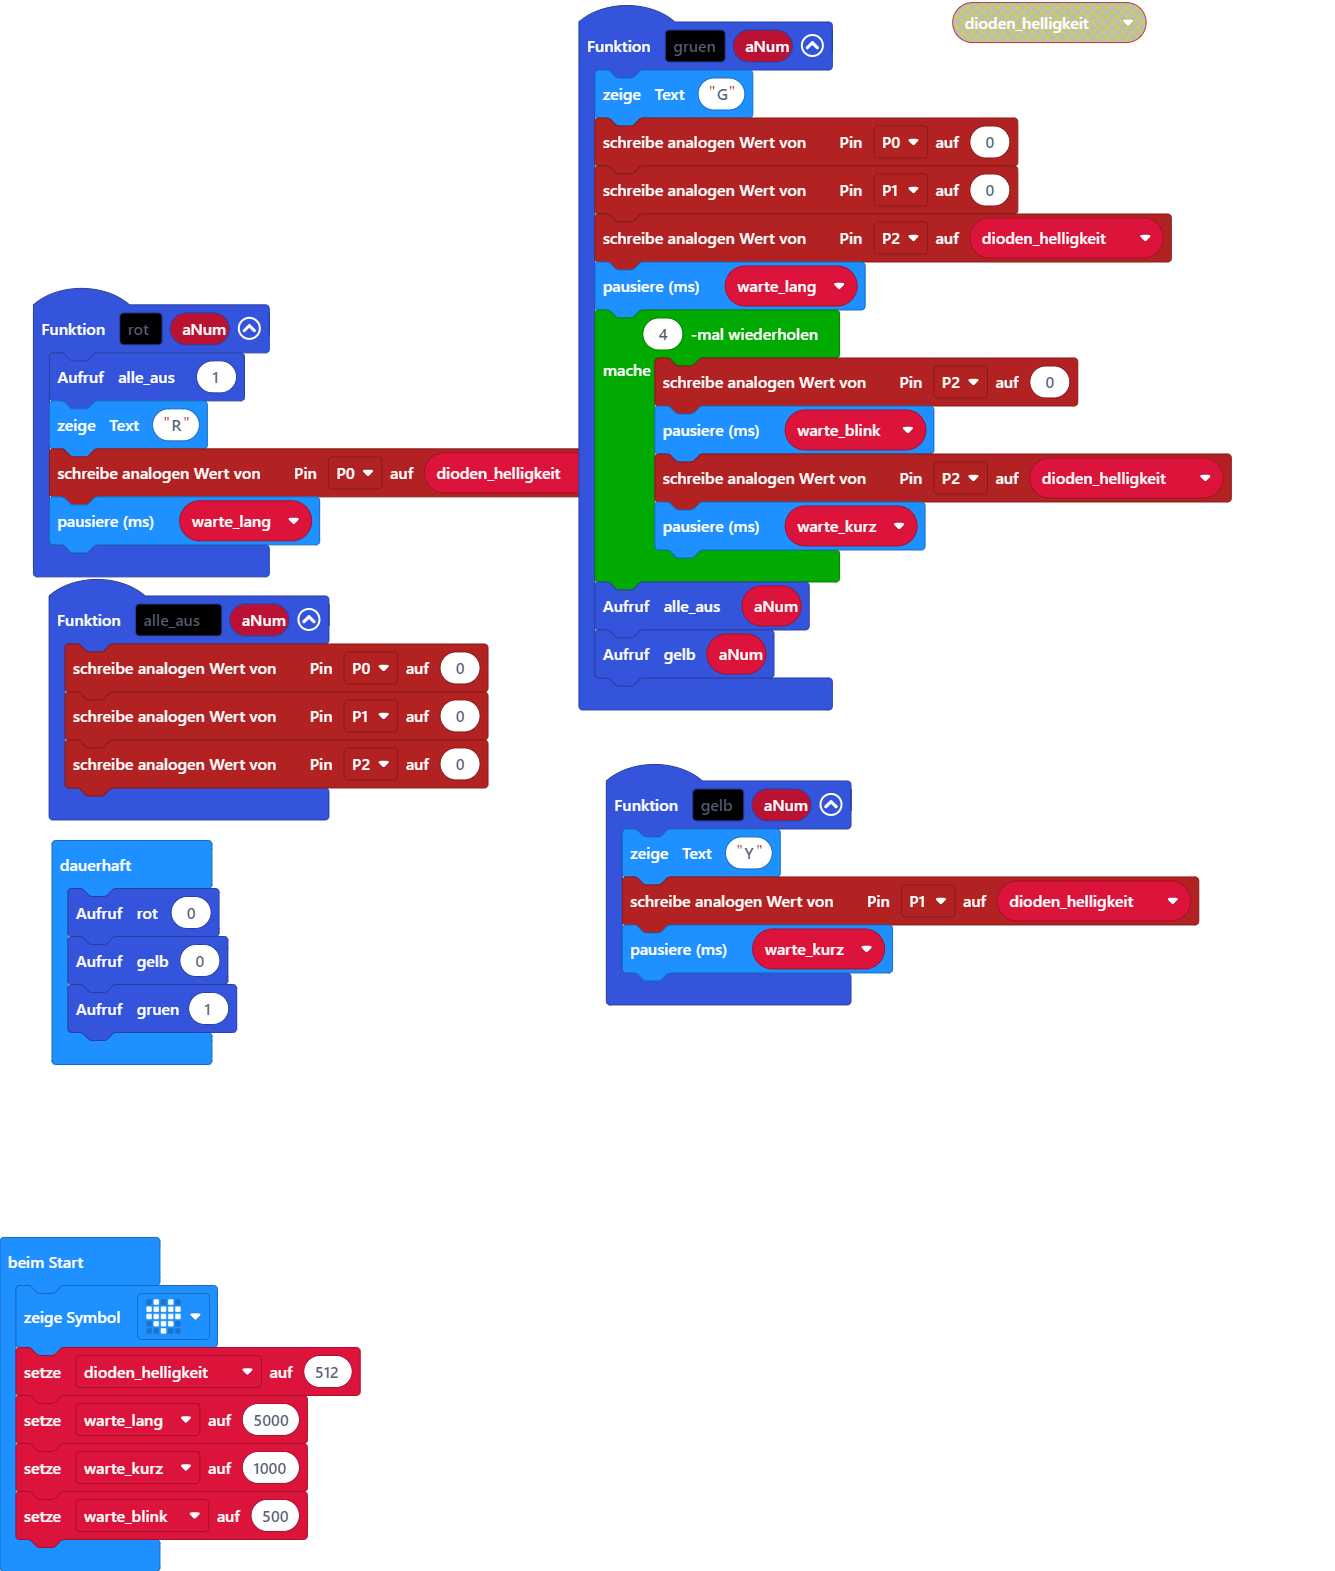 dioden_helligkeit
Funktion rot aNum
Aufruf alle_aus 1
zeige Text "R"
schreibe analogen Wert von Pin P0 auf dioden_helligkeit
pausiere (ms) warte_lang
Funktion alle_aus aNum
schreibe analogen Wert von Pin P0 auf 0
schreibe analogen Wert von Pin P1 auf 0
schreibe analogen Wert von Pin P2 auf 0
dauerhaft
Aufruf rot 0
Aufruf gelb 0
Aufruf gruen 1
Funktion gruen aNum
zeige Text "G"
schreibe analogen Wert von Pin P0 auf 0
schreibe analogen Wert von Pin P1 auf 0
schreibe analogen Wert von Pin P2 auf dioden_helligkeit
pausiere (ms) warte_lang
4 -mal wiederholen
mache
schreibe analogen Wert von Pin P2 auf 0
pausiere (ms) warte_blink
schreibe analogen Wert von Pin P2 auf dioden_helligkeit
pausiere (ms) warte_kurz
Aufruf alle_aus aNum
Aufruf gelb aNum
Funktion gelb aNum
zeige Text "Y"
schreibe analogen Wert von Pin P1 auf dioden_helligkeit
pausiere (ms) warte_kurz
beim Start
zeige Symbol
setze dioden_helligkeit auf 512
setze warte_lang auf 5000
setze warte_kurz auf 1000
setze warte_blink auf 500